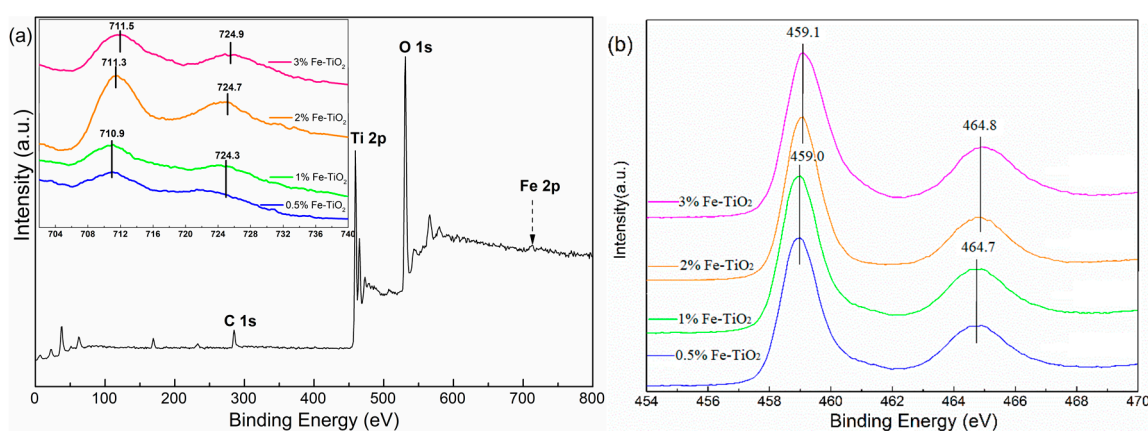 (a)
711.5
724.9
3% Fe-TiO2
711.3
724.7
2% Fe-TiO2
710.9
724.3
1% Fe-TiO2
0.5% Fe-TiO2
704 708 712 716 720 724 728 732 736 740
O 1s
Ti 2p
Fe 2p
C 1s
Intensity (a.u.)
0 100 200 300 400 500 600 700 800
Binding Energy (eV)
(b)
459.1
464.8
3% Fe-TiO2
459.0
2% Fe-TiO2
464.7
1% Fe-TiO2
0.5% Fe-TiO2
Intensity(a.u.)
454 456 458 460 462 464 466 468 470
Binding Energy (eV)